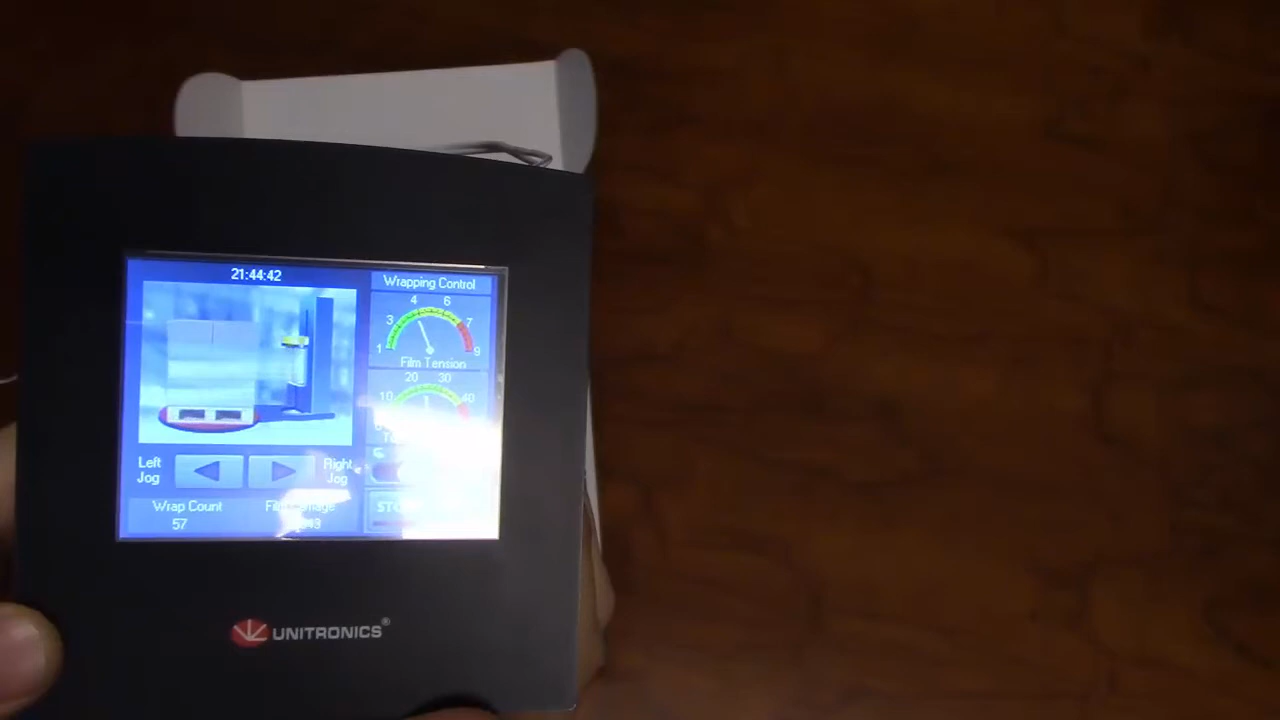 21:44:42
Wrapping Control
1 3 4 6 7 9
Film Tension
10 20 30 40
Left
Jog
Right
Jog
Wrap Count
57
UNITRONICS®